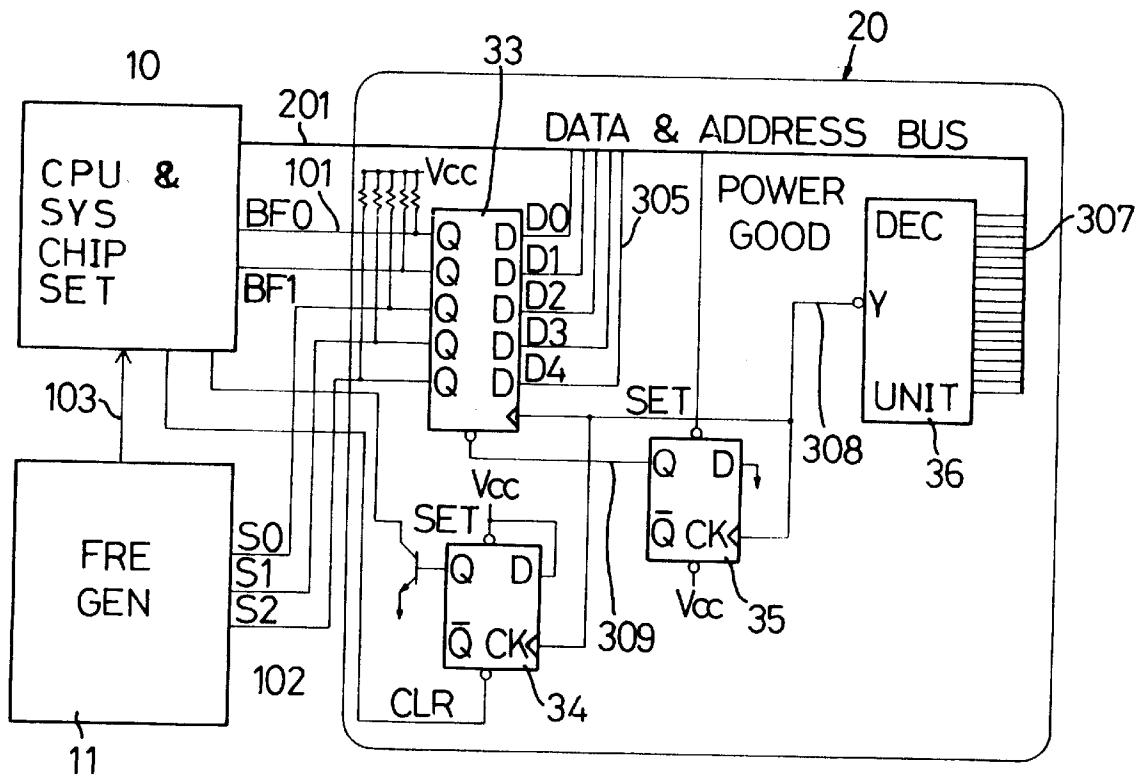 20
33
10
201
DATA & ADDRESS BUS
CPU &
SYS
CHIP
SET
101
Vcc
BF0
BF1
Q D D0
Q D D1
Q D D2
Q D D3
Q D D4
305
POWER
GOOD
DEC
Y
UNIT
36
307
308
SET
103
Q D
Q̄ CK
35
Vcc
309
Vcc
SET
Q D
Q̄ CK
34
CLR
FRE
GEN
S0
S1
S2
102
11